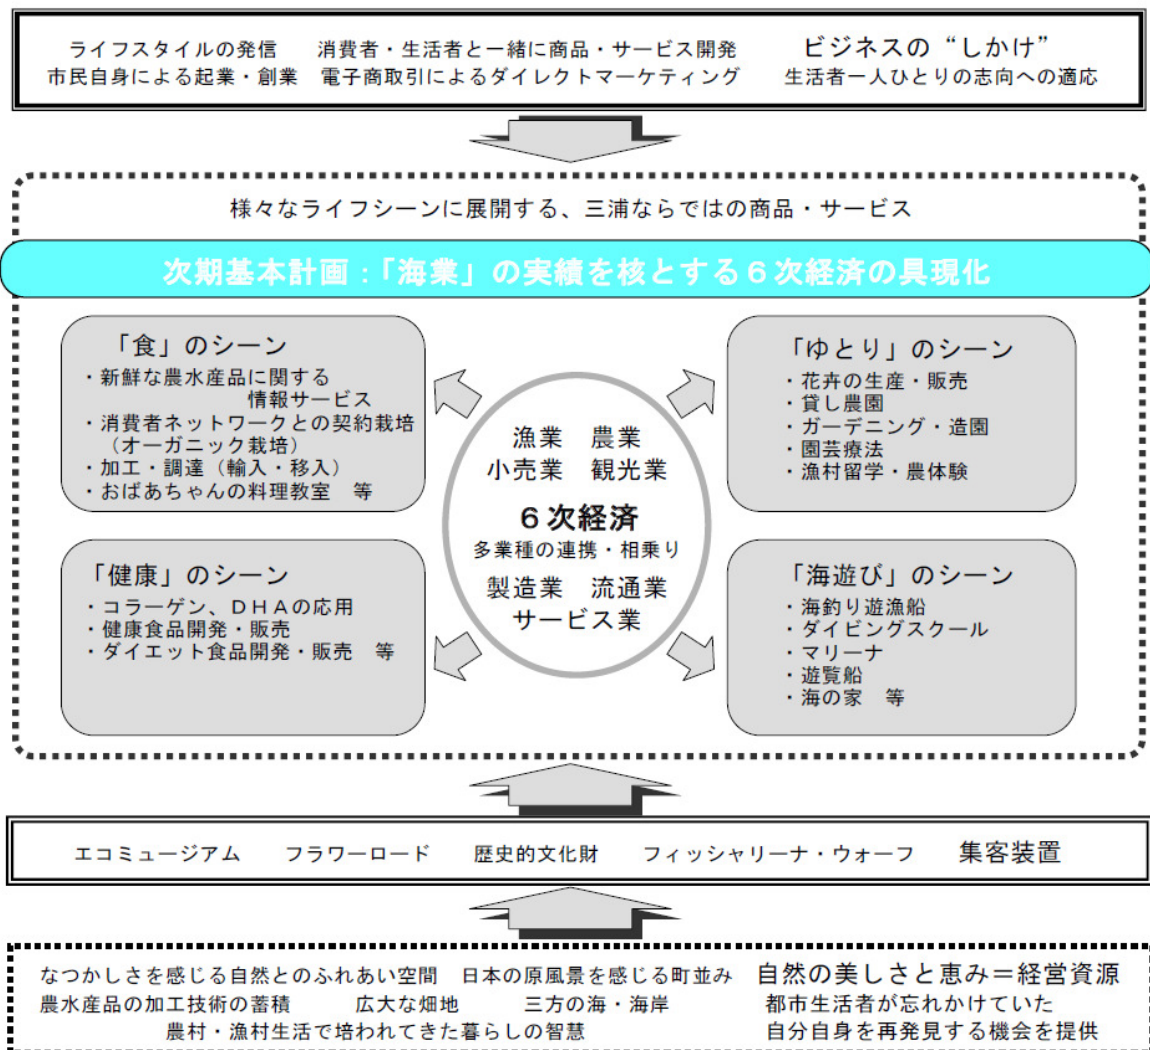 ライフスタイルの発信　消費者・生活者と一緒に商品・サービス開発　ビジネスの“しかけ”
市民自身による起業・創業　電子商取引によるダイレクトマーケティング　生活者一人ひとりの志向への適応
様々なライフシーンに展開する、三浦ならではの商品・サービス
次期基本計画：「海業」の実績を核とする６次経済の具現化
「食」のシーン
・新鮮な農水産品に関する
情報サービス
・消費者ネットワークとの契約栽培
（オーガニック栽培）
・加工・調達（輸入・移入）
・おばあちゃんの料理教室　等
「ゆとり」のシーン
・花卉の生産・販売
・貸し農園
・ガーデニング・造園
・園芸療法
・漁村留学・農体験
漁業　農業
小売業　観光業
６次経済
多業種の連携・相乗り
製造業　流通業
サービス業
「健康」のシーン
・コラーゲン、ＤＨＡの応用
・健康食品開発・販売
・ダイエット食品開発・販売　等
「海遊び」のシーン
・海釣り遊漁船
・ダイビングスクール
・マリーナ
・遊覧船
・海の家　等
エコミュージアム　フラワーロード　歴史的文化財　フィッシャリーナ・ウォーフ　集客装置
なつかしさを感じる自然とのふれあい空間　日本の原風景を感じる町並み　自然の美しさと恵み＝経営資源
農水産品の加工技術の蓄積　広大な畑地　三方の海・海岸　都市生活者が忘れかけていた
農村・漁村生活で培われてきた暮らしの智慧　自分自身を再発見する機会を提供